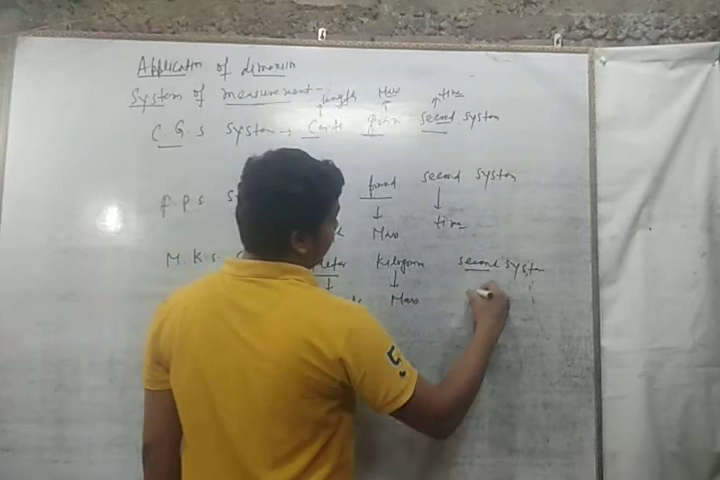 Application of dimension
System of measurement - length Mass time
C.G.s system → Centi gram second system
F.P.S S pound second system
Mass time
M.K.S meter kilogram second system
Mass